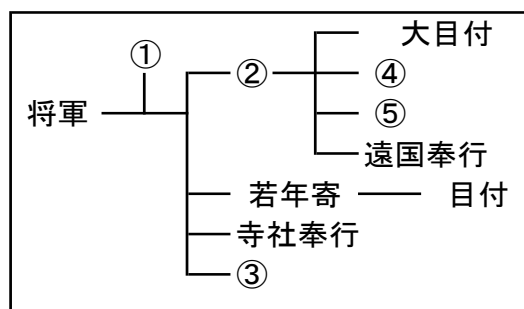 大目付
①
② ④
将軍 ⑤
遠国奉行
若年寄 目付
寺社奉行
③